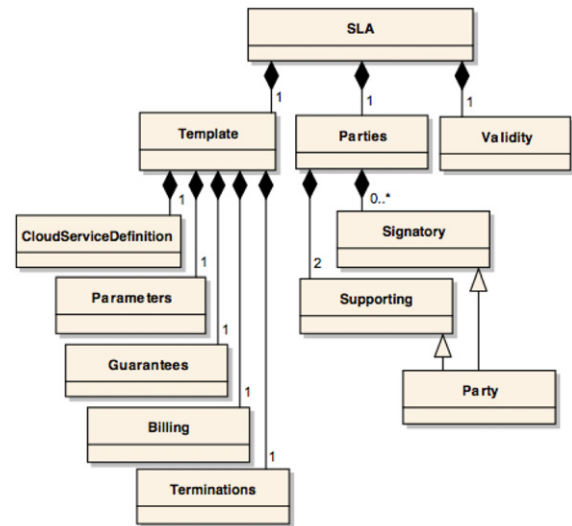 SLA
1
1
1
Template
Parties
Validity
1
0..*
CloudServiceDefinition
Signatory
1
2
Parameters
Supporting
1
Guarantees
Party
1
Billing
1
Terminations